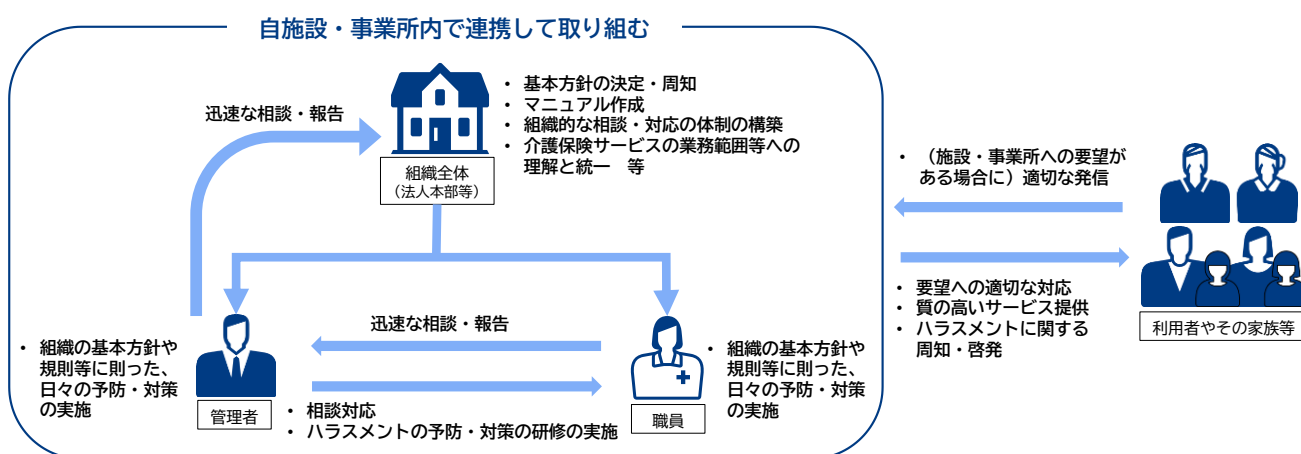 自施設・事業所内で連携して取り組む
迅速な相談・報告
・ 基本方針の決定・周知
・ マニュアル作成
・ 組織的な相談・対応の体制の構築
・ 介護保険サービスの業務範囲等への
理解と統一　等
組織全体
（法人本部等）
・ （施設・事業所への要望が
ある場合に）適切な発信
・ 要望への適切な対応
・ 質の高いサービス提供
・ ハラスメントに関する
周知・啓発
利用者やその家族等
・ 組織の基本方針や
規則等に則った、
日々の予防・対策
の実施
管理者
迅速な相談・報告
・ 相談対応
・ ハラスメントの予防・対策の研修の実施
職員
・ 組織の基本方針や
規則等に則った、
日々の予防・対策
の実施